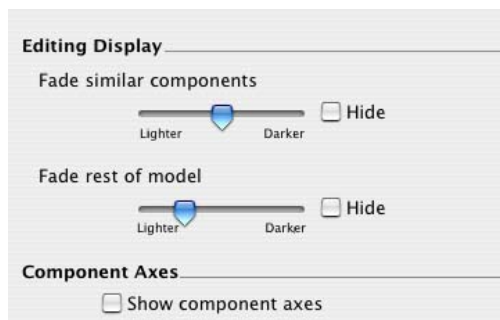 Editing Display
Fade similar components
Hide
Lighter Darker
Fade rest of model
Hide
Lighter Darker
Component Axes
Show component axes